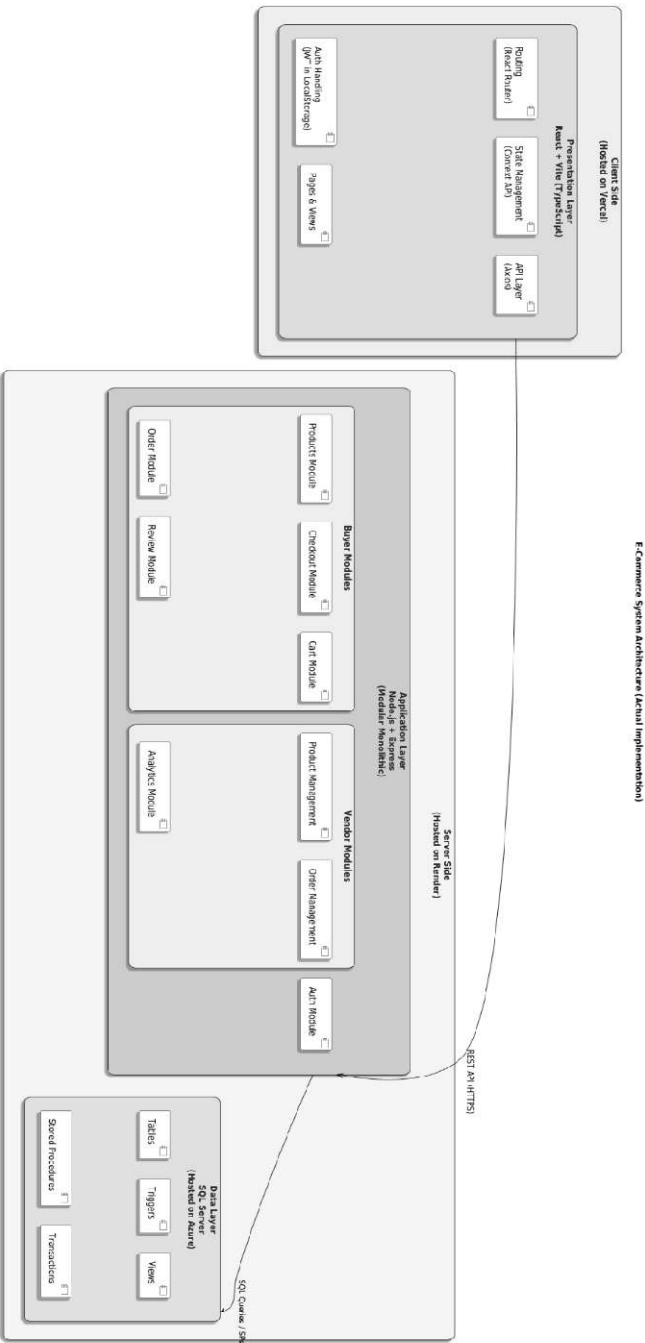 E-Commerce System Architecture (Actual Implementation)
Client Side
(Hosted on Vercel)
Presentation Layer
React + Vite (TypeScript)
Routing
(React Router)
State Management
(Context API)
API Layer
(Axios)
Auth Handling
(JWT in LocalStorage)
Pages & Views
REST API (HTTPS)
Server Side
(Hosted on Render)
Application Layer
Node.js + Express
(Modular Monolithic)
Buyer Modules
Products Module
Checkout Module
Cart Module
Order Module
Review Module
Vendor Modules
Product Management
Order Management
Analytics Module
Auth Module
SQL Queries / SPs
Data Layer
SQL Server
(Hosted on Azure)
Tables
Triggers
Views
Stored Procedures
Transactions